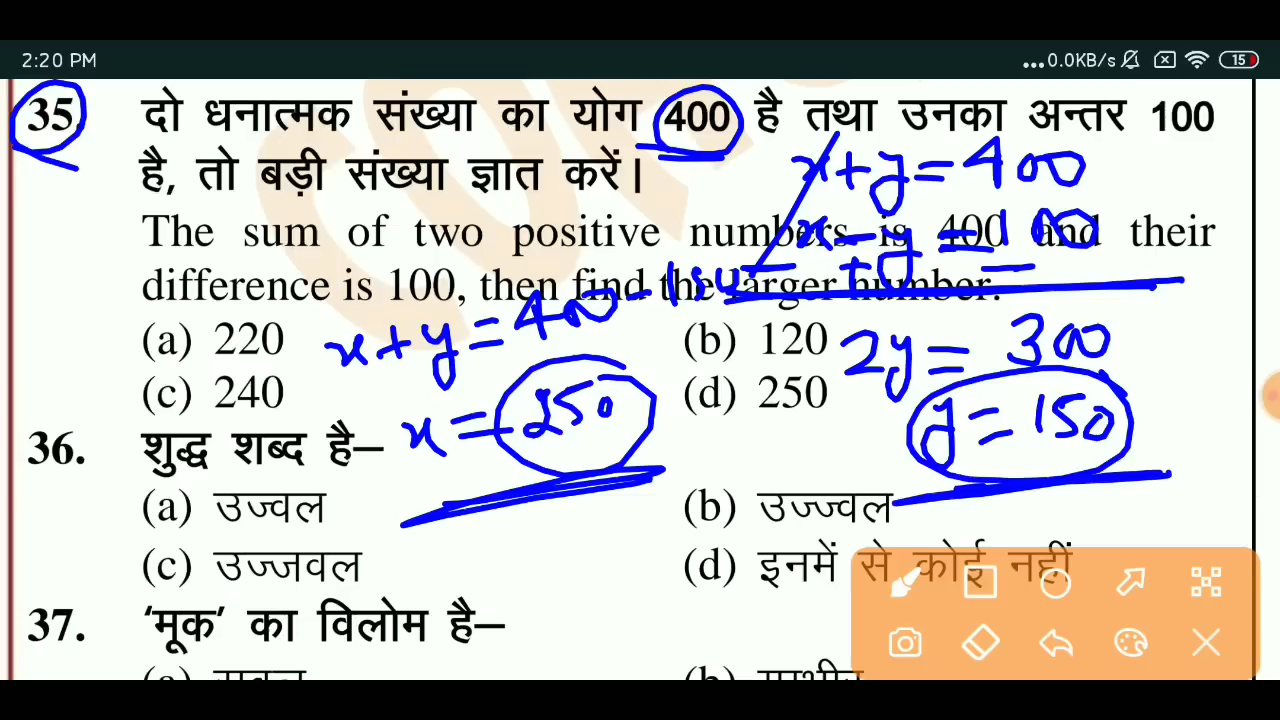 2:20 PM ...0.0KB/s 15
35 दो धनात्मक संख्या का योग 400 है तथा उनका अन्तर 100
है, तो बड़ी संख्या ज्ञात करें।
x+y=400
The sum of two positive numbers is 400 and their
x-y=100
difference is 100, then find the larger number.
- +y -
x+y=400-150
(a) 220 (b) 120
2y=300
(c) 240 (d) 250
x=250 y=150
36. शुद्ध शब्द है–
(a) उज्वल (b) उज्ज्वल
(c) उज्जवल (d) इनमें से कोई नहीं
37. ‘मूक’ का विलोम है–
(a) (b)